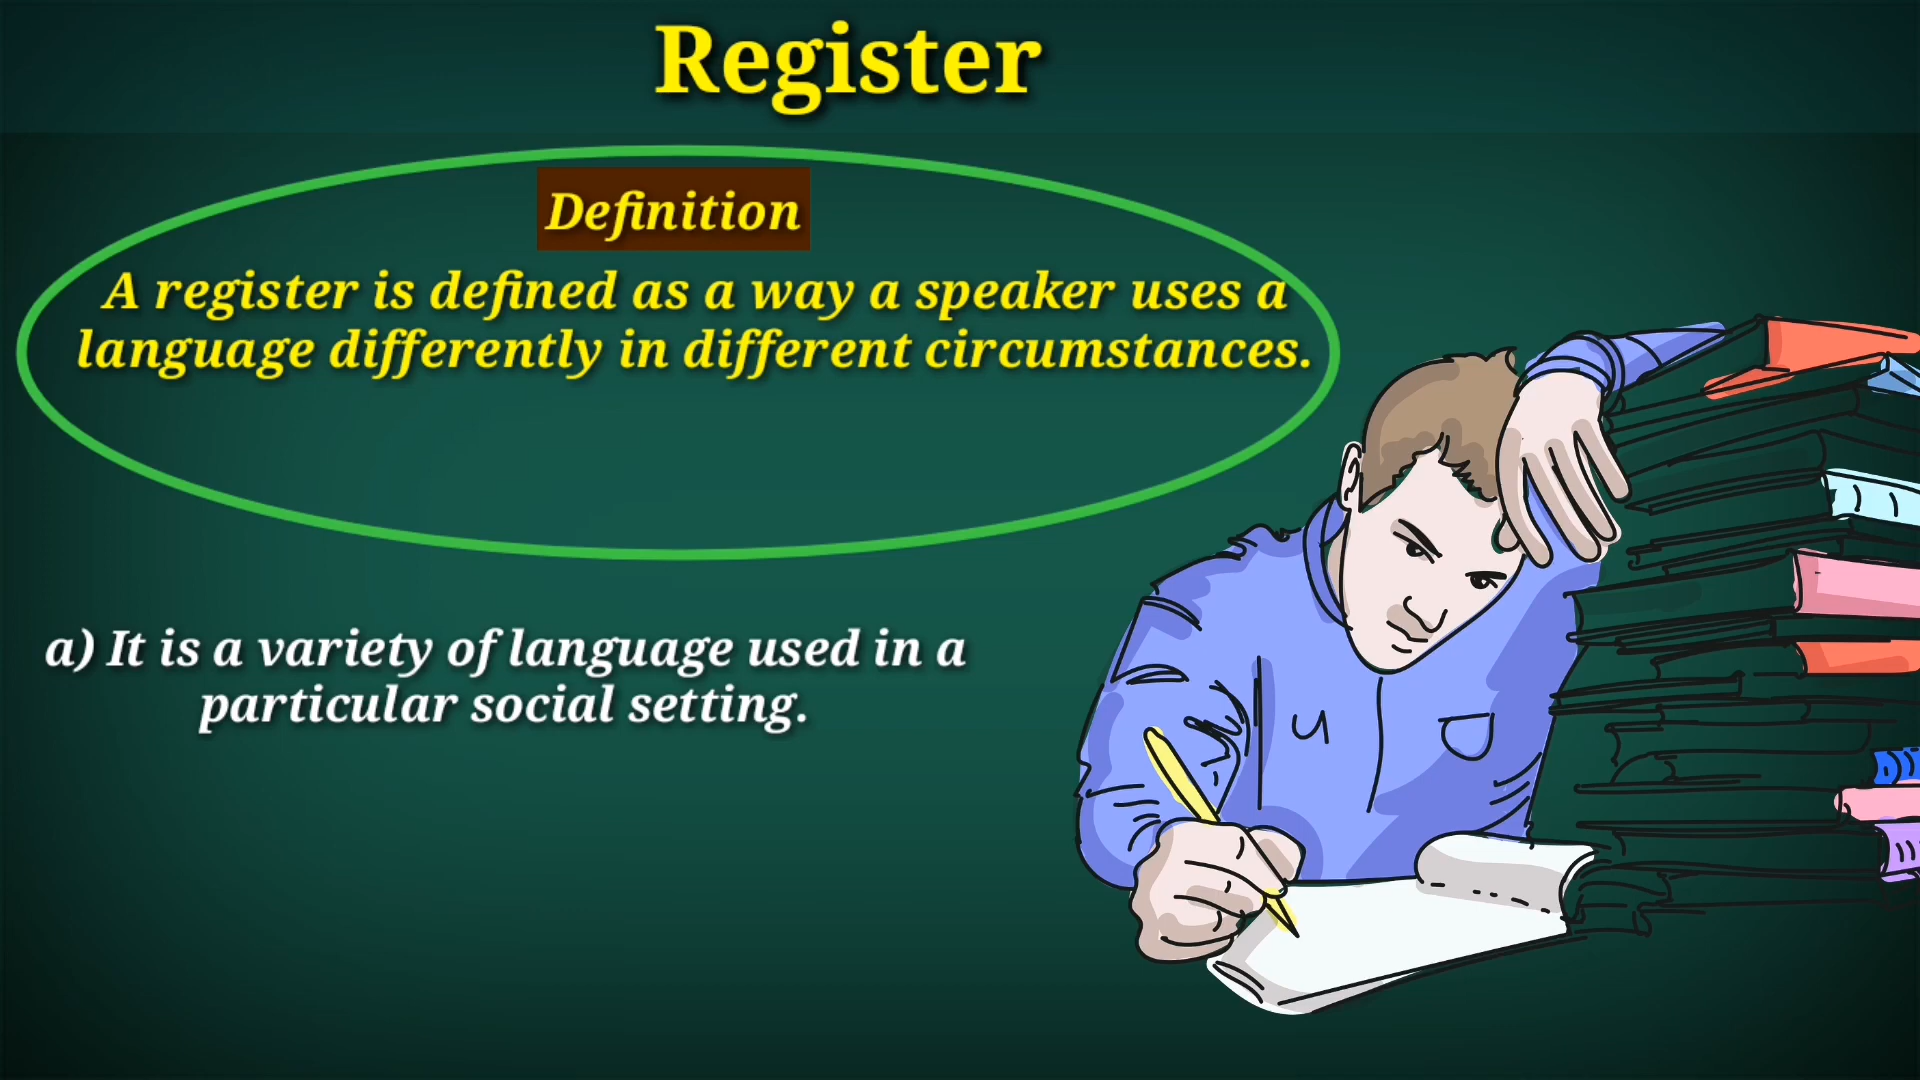 Register
Definition
A register is defined as a way a speaker uses a
language differently in different circumstances.
a) It is a variety of language used in a
particular social setting.